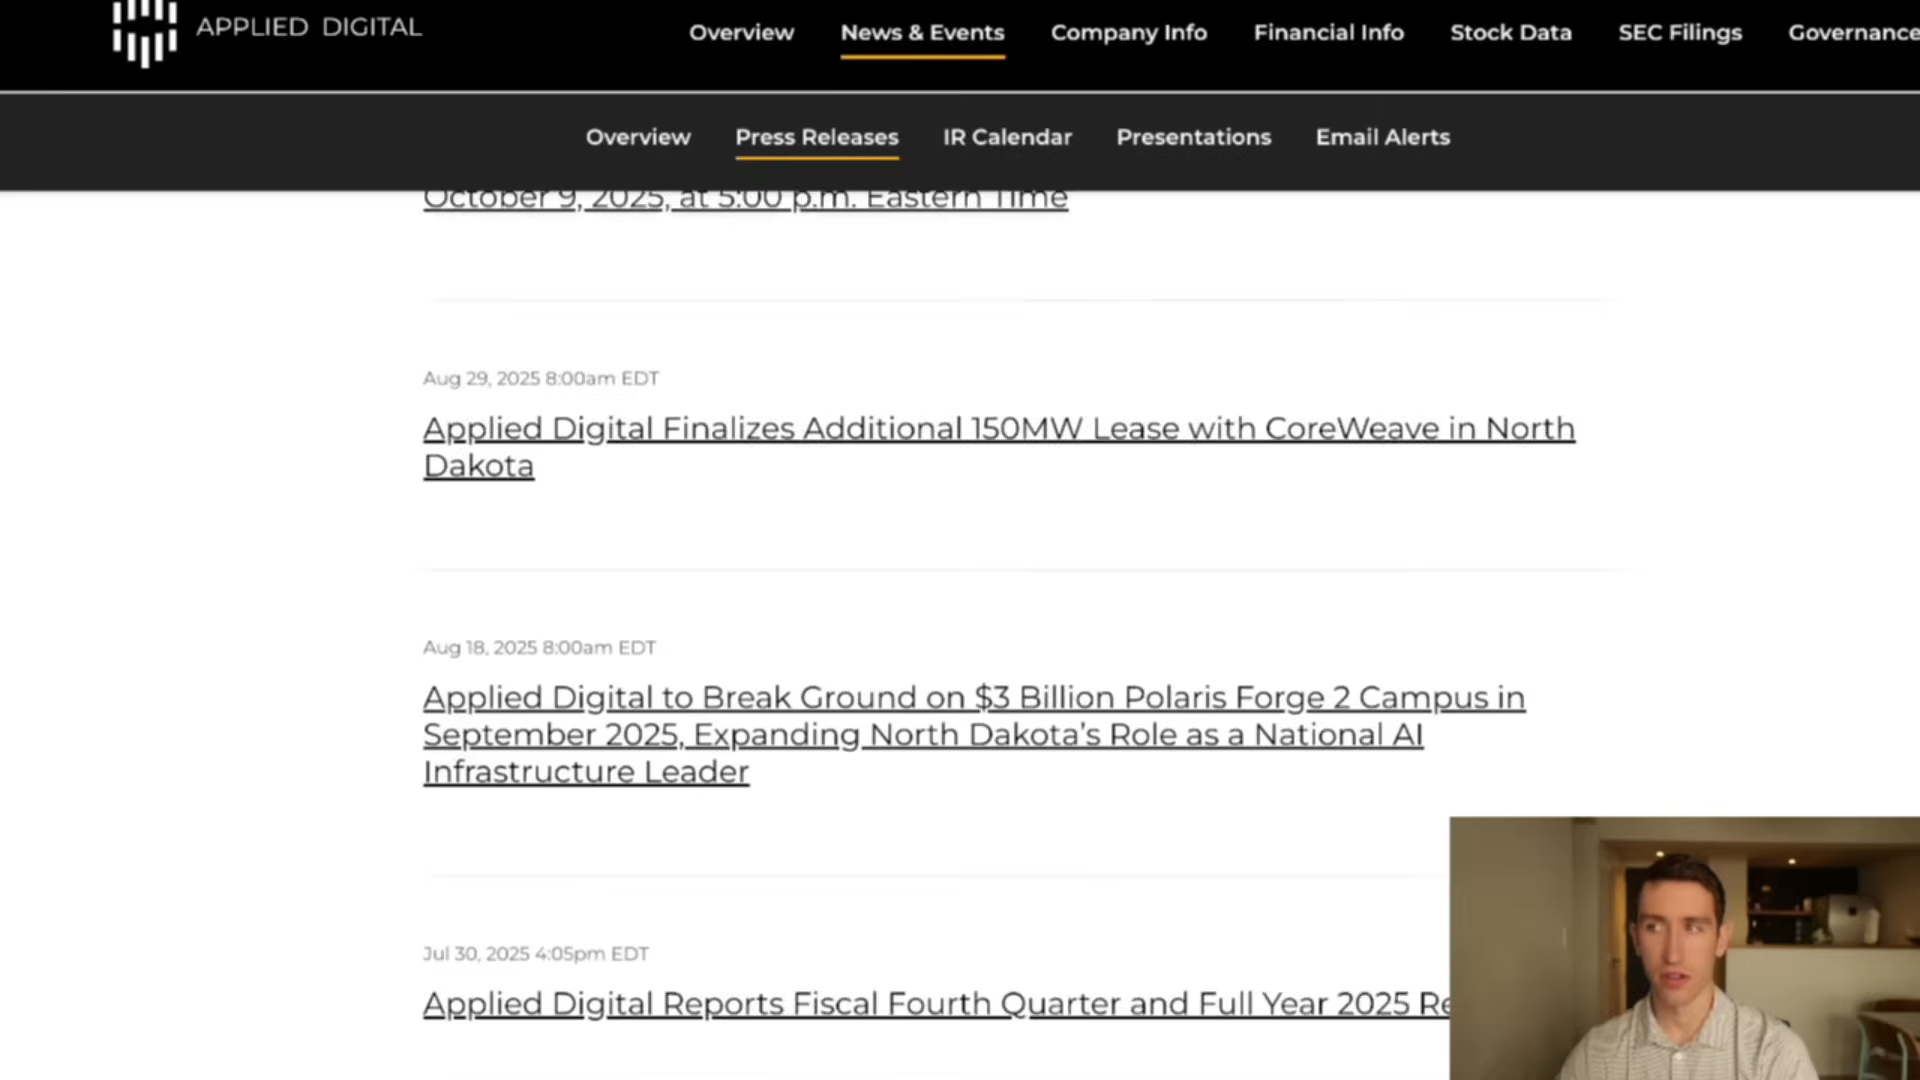 APPLIED DIGITAL
Overview
News & Events
Company Info
Financial Info
Stock Data
SEC Filings
Governance
Overview
Press Releases
IR Calendar
Presentations
Email Alerts
October 9, 2025, at 5:00 p.m. Eastern Time
Aug 29, 2025 8:00am EDT
Applied Digital Finalizes Additional 150MW Lease with CoreWeave in North
Dakota
Aug 18, 2025 8:00am EDT
Applied Digital to Break Ground on $3 Billion Polaris Forge 2 Campus in
September 2025, Expanding North Dakota’s Role as a National AI
Infrastructure Leader
Jul 30, 2025 4:05pm EDT
Applied Digital Reports Fiscal Fourth Quarter and Full Year 2025 Re